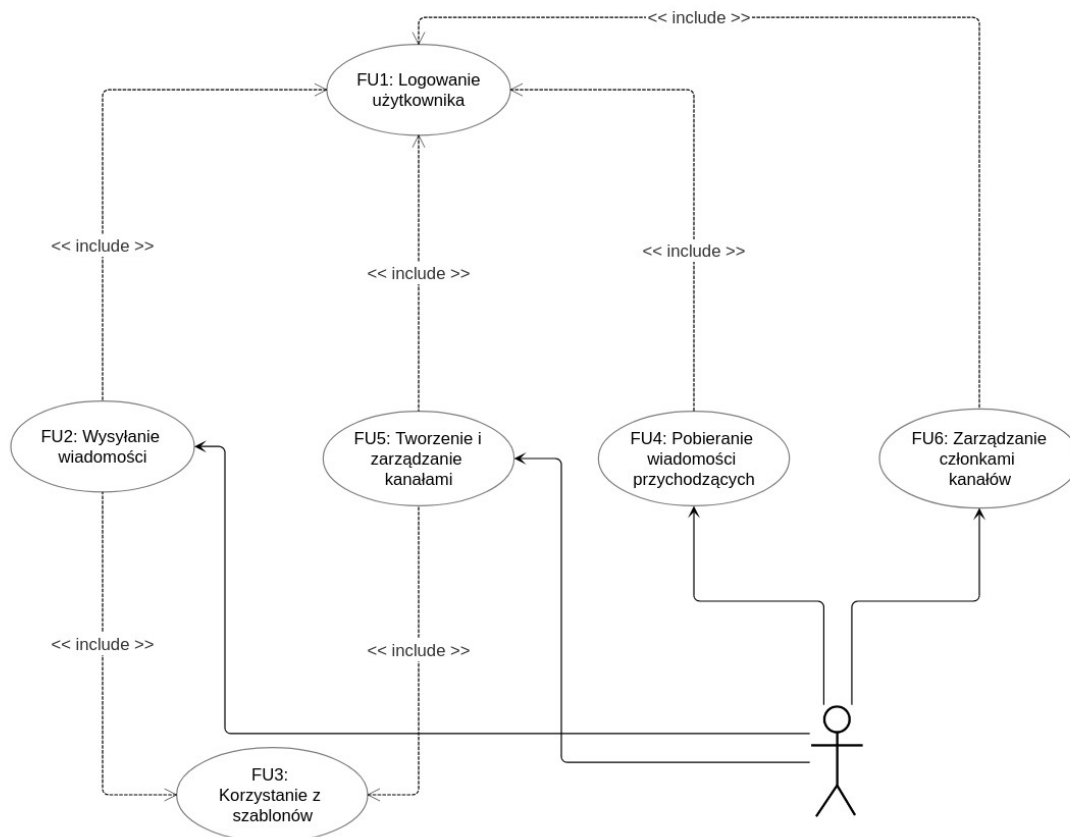 << include >>
FU1: Logowanie
użytkownika
<< include >>
<< include >>
<< include >>
FU2: Wysyłanie
wiadomości
FU5: Tworzenie i
zarządzanie
kanałami
FU4: Pobieranie
wiadomości
przychodzących
FU6: Zarządzanie
członkami
kanałów
<< include >>
<< include >>
FU3:
Korzystanie z
szablonów